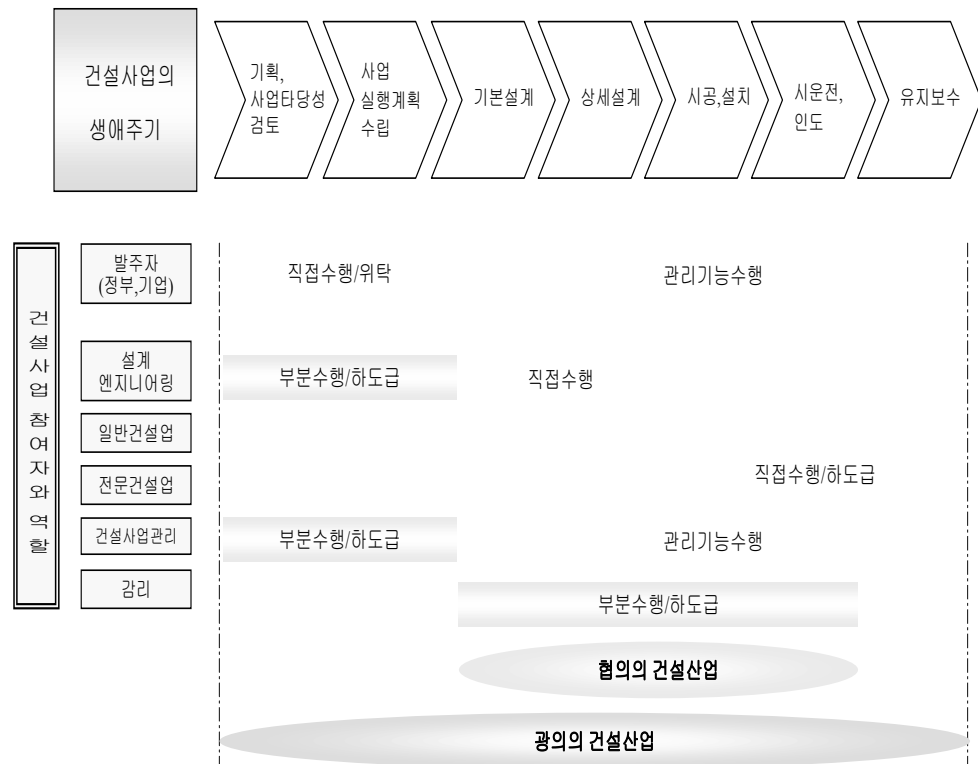 건설사업의
생애주기
기획,
사업타당성
검토
사업
실행계획
수립
기본설계
상세설계
시공,설치
시운전,
인도
유지보수
건설사업 참여자와 역할
발주자
(정부,기업)
직접수행/위탁
관리기능수행
설계
엔지니어링
부분수행/하도급
직접수행
일반건설업
전문건설업
직접수행/하도급
건설사업관리
부분수행/하도급
관리기능수행
감리
부분수행/하도급
협의의 건설산업
광의의 건설산업